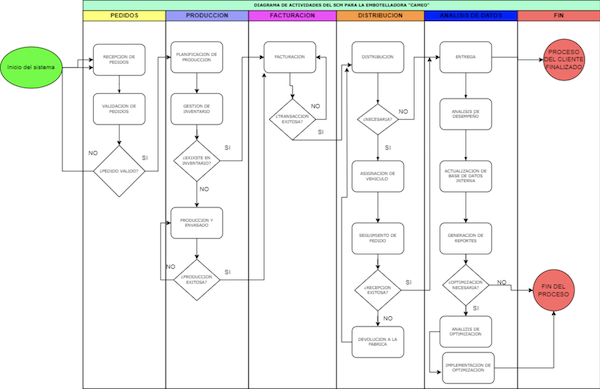 DIAGRAMA DE ACTIVIDADES DEL SCM PARA LA EMBOTELLADORA "CAMEO"
PEDIDOS
PRODUCCION
FACTURACION
DISTRIBUCION
ANALISIS DE DATOS
FIN
Inicio del sistema
RECEPCION DE
PEDIDOS
VALIDACION DE
PEDIDOS
¿PEDIDO VALIDO?
NO
SI
PLANIFICACION DE
PRODUCCION
GESTION DE
INVENTARIO
¿EXIXSTE EN
INVENTARIO?
SI
NO
PRODUCCION Y
ENVASADO
¿PRODUCCION
EXITOSA?
NO
SI
FACTURACION
¿TRANSACCION
EXITOSA?
NO
SI
DISTRIBUCION
¿NECESARIA?
NO
SI
ASIGNACION DE
VEHICULO
SEGUIMIENTO DE
PEDIDO
¿RECEPCION
EXITOSA?
SI
NO
DEVOLUCION A LA
FABRICA
ENTREGA
ANALISIS DE
DESEMPEÑO
ACTUALIZACION DE
BASE DE DATOS
INTERNA
GENERACION DE
REPORTES
¿OPTIMIZACION
NECESARIA?
NO
SI
ANALIZIS DE
OPTIMIZACION
IMPLEMENTACION DE
OPTIMIZACION
PROCESO
DEL CLIENTE
FINALIZADO
FIN DEL
PROCESO